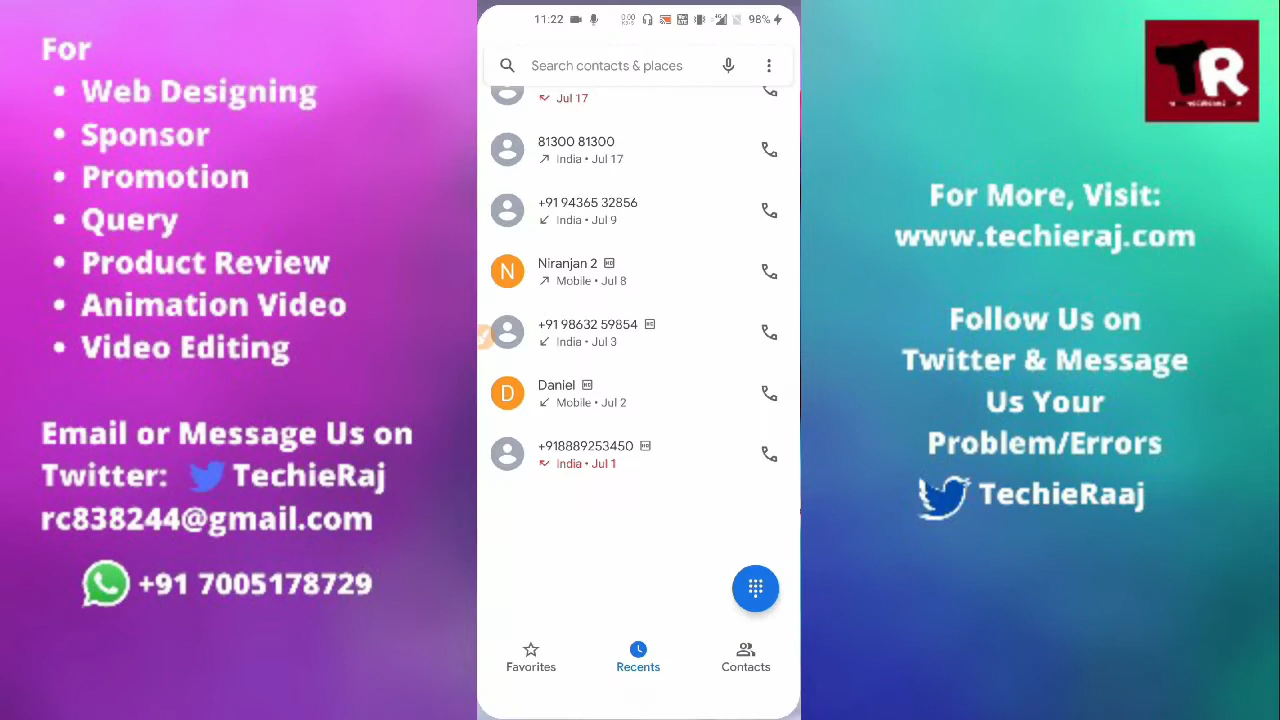 For
• Web Designing
• Sponsor
• Promotion
• Query
• Product Review
• Animation Video
• Video Editing
Email or Message Us on
Twitter: TechieRaj
rc838244@gmail.com
+91 7005178729
11:22
98%
Search contacts & places
Jul 17
81300 81300
India • Jul 17
+91 94365 32856
India • Jul 9
N
Niranjan 2
Mobile • Jul 8
+91 98632 59854
India • Jul 3
D
Daniel
Mobile • Jul 2
+918889253450
India • Jul 1
Favorites
Recents
Contacts
TR
For More, Visit:
www.techieraj.com
Follow Us on
Twitter & Message
Us Your
Problem/Errors
TechieRaaj